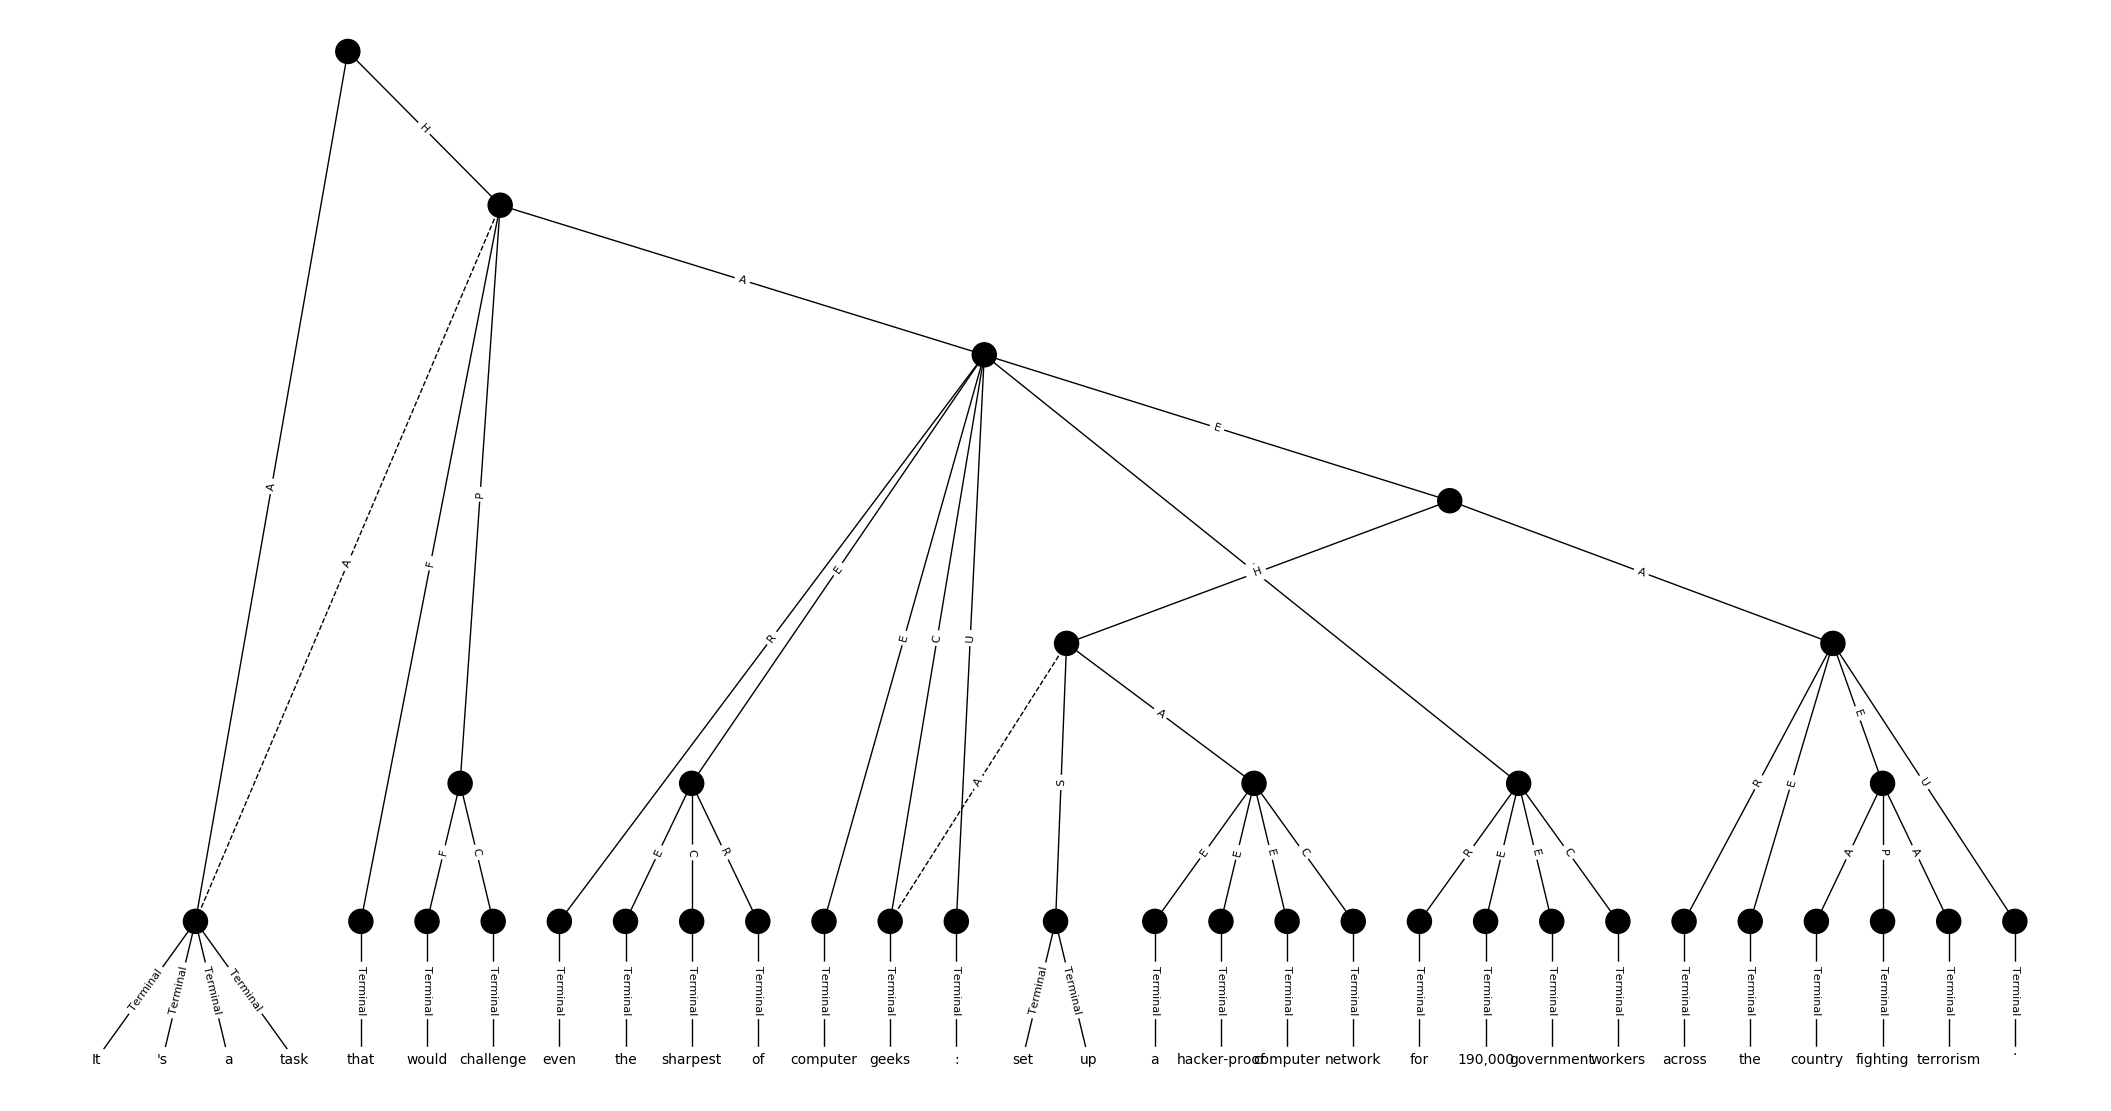 H
A
E
A
P
A
F
A
H
A
E
R
E
C
U
E
A
A
S
R
E
E
U
F
C
E
C
R
E
E
E
C
R
E
E
C
A
P
A
Terminal Terminal Terminal Terminal Terminal Terminal Terminal Terminal Terminal Terminal Terminal Terminal Terminal Terminal Terminal Terminal Terminal Terminal Terminal Terminal Terminal Terminal Terminal Terminal Terminal Terminal Terminal Terminal Terminal Terminal
It 's a task that would challenge even the sharpest of computer geeks : set up a hacker-proof computer network for 190,000 government workers across the country fighting terrorism .